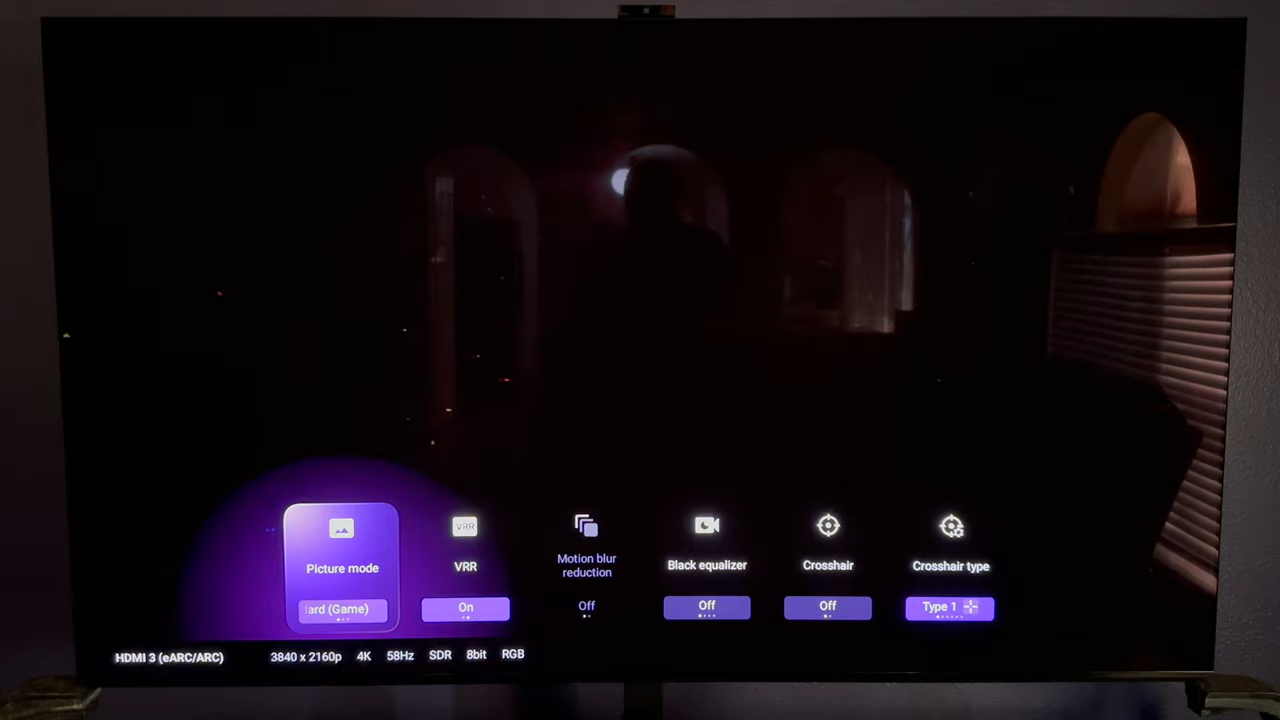 VRR
Picture mode
ard (Game)
VRR
On
Motion blur
reduction
Off
Black equalizer
Off
Crosshair
Off
Crosshair type
Type 1
HDMI 3 (eARC/ARC)
3840 x 2160p 4K 58Hz SDR 8bit RGB